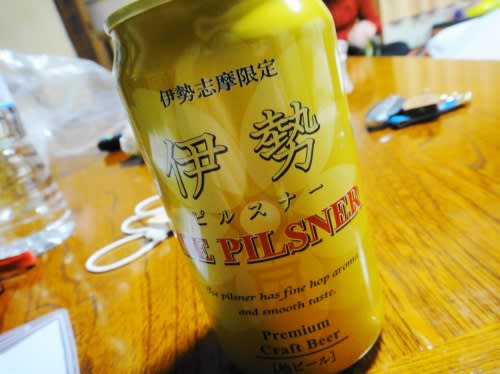 伊勢志摩限定
伊勢
ピルスナー
PILSNER
pilsner has fine hop aroma
and smooth taste.
Premium
Craft Beer